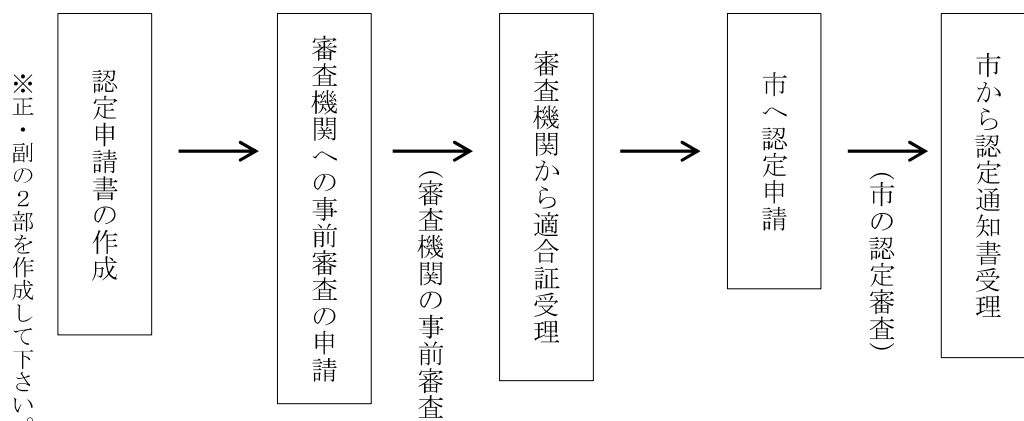 認定申請書の作成
※正・副の2部を作成して下さい。
審査機関への事前審査の申請
(審査機関の事前審査
審査機関から適合証受理
市へ認定申請
(市の認定審査)
市から認定通知書受理